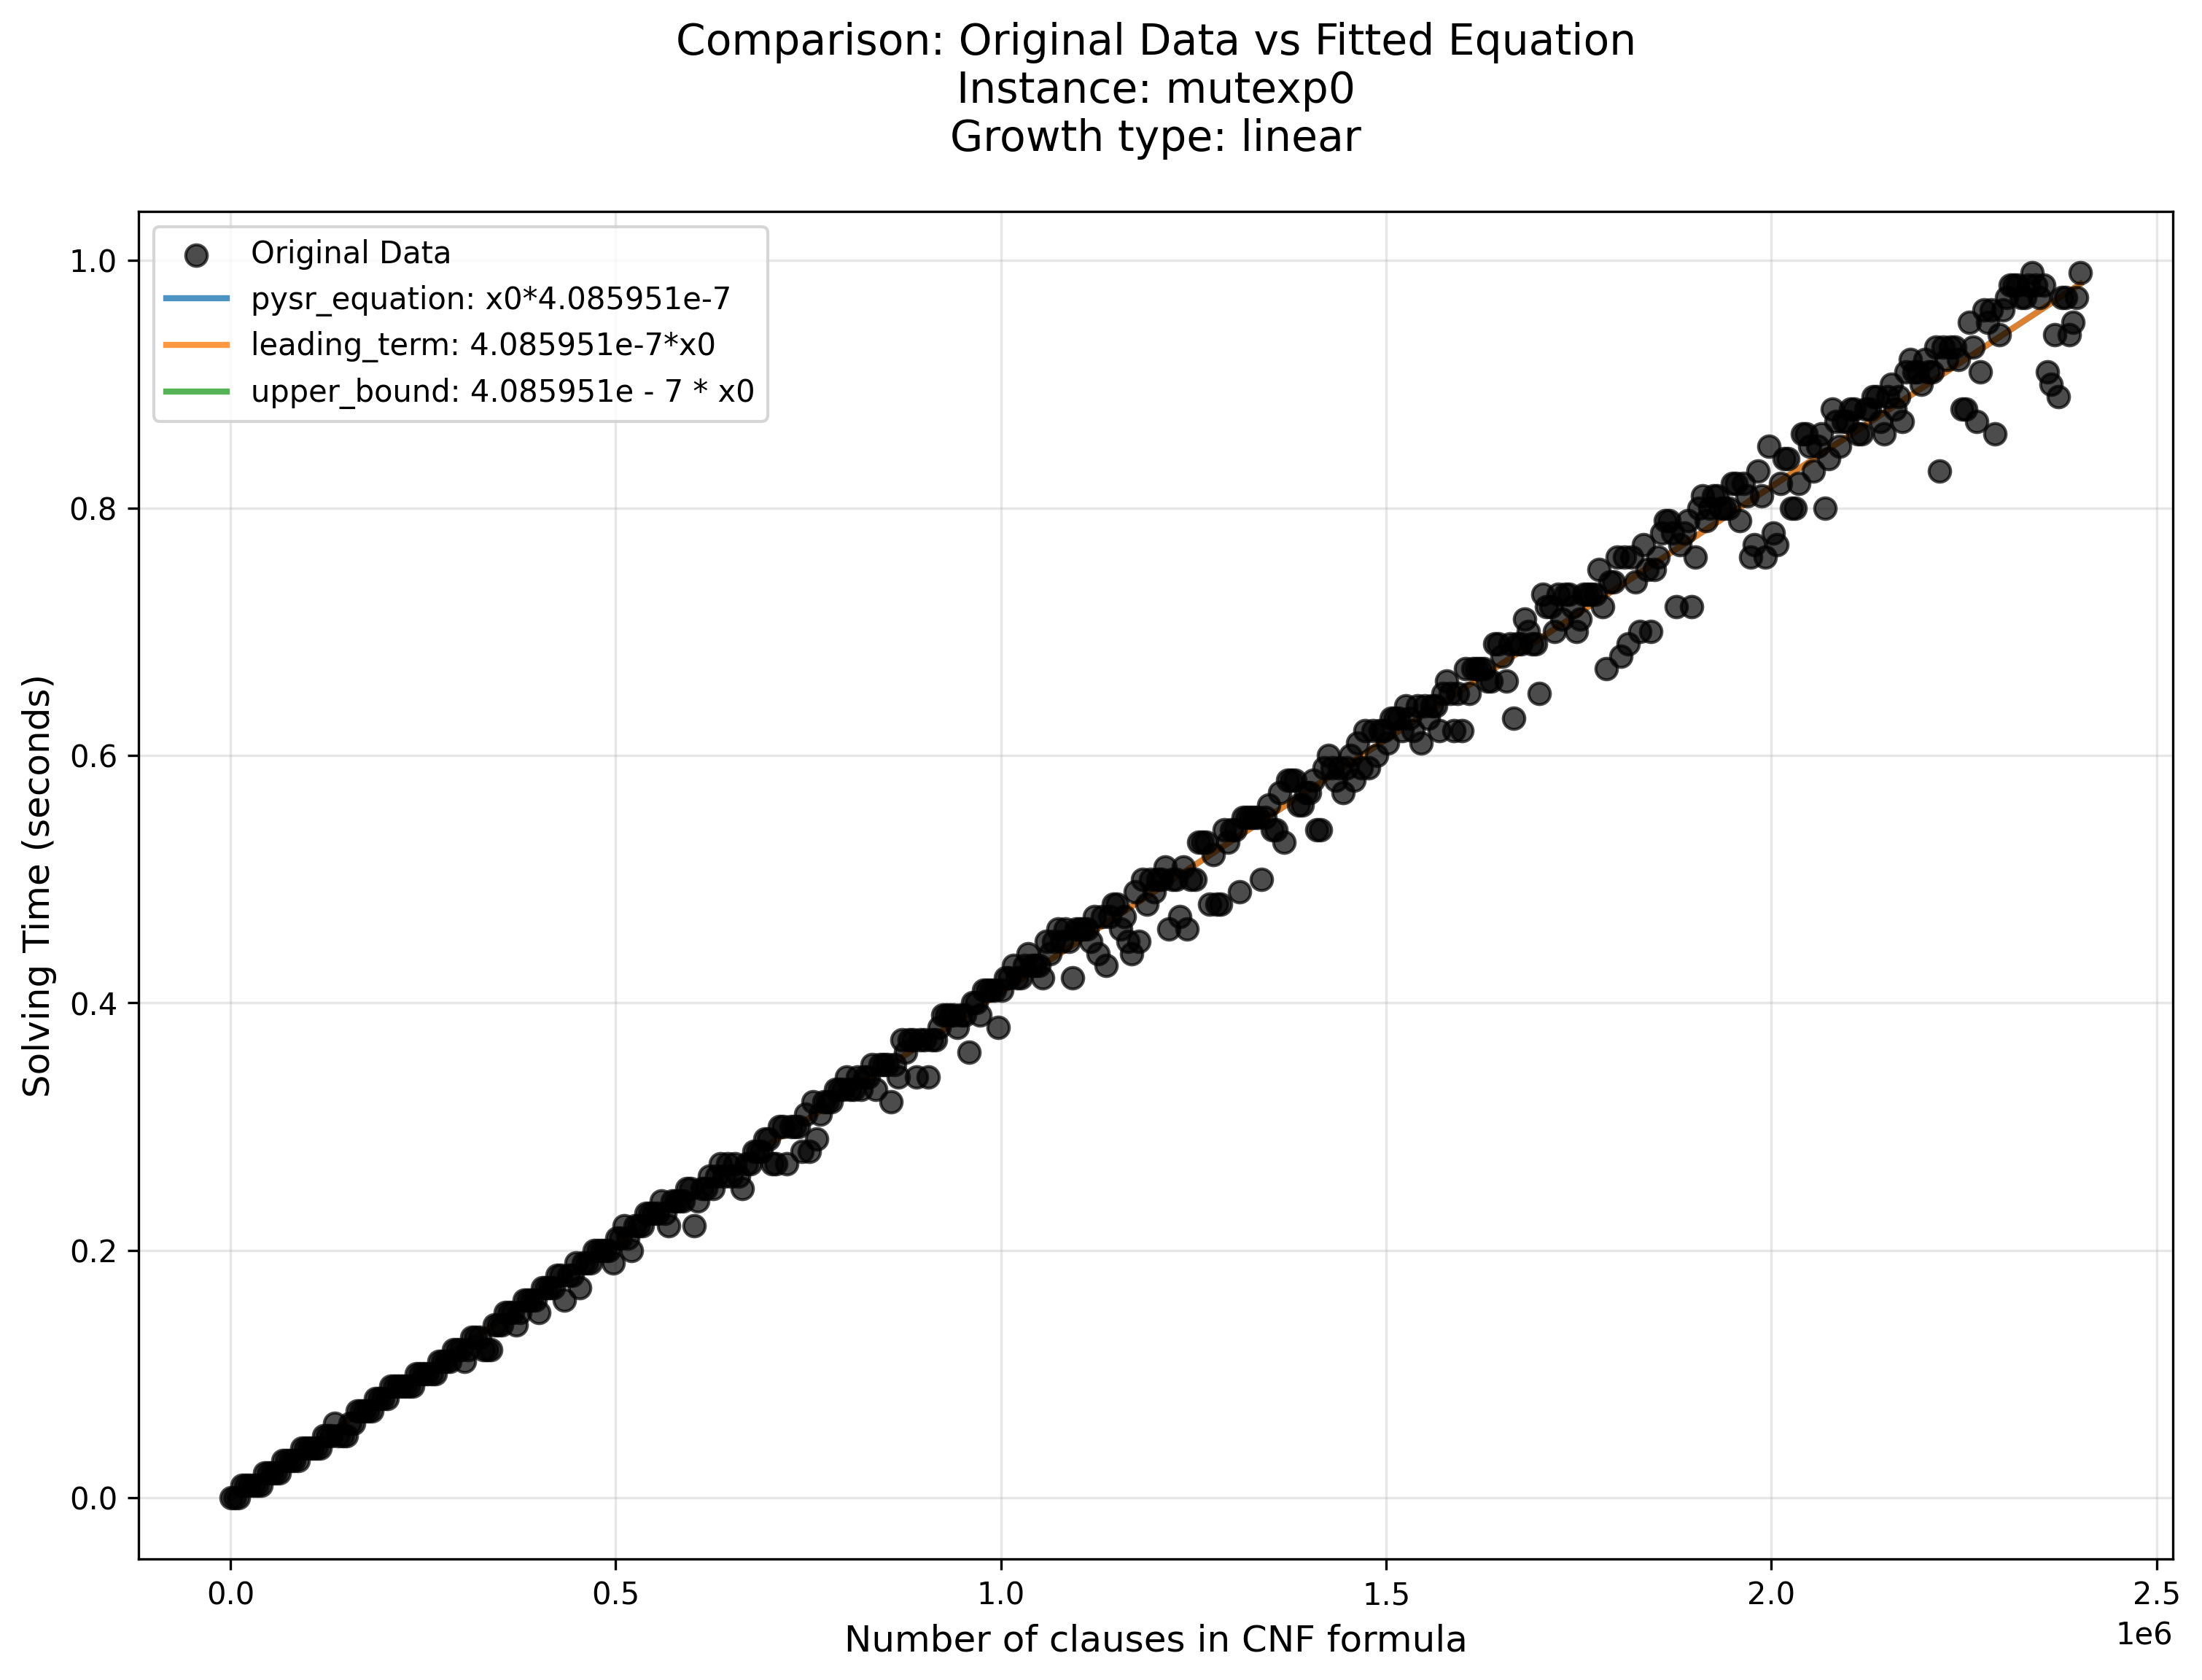 Comparison: Original Data vs Fitted Equation
Instance: mutexp0
Growth type: linear
Original Data
pysr_equation: x0*4.085951e-7
leading_term: 4.085951e-7*x0
upper_bound: 4.085951e - 7 * x0
1.0
0.8
0.6
0.4
0.2
0.0
Solving Time (seconds)
0.0 0.5 1.0 1.5 2.0 2.5
1e6
Number of clauses in CNF formula